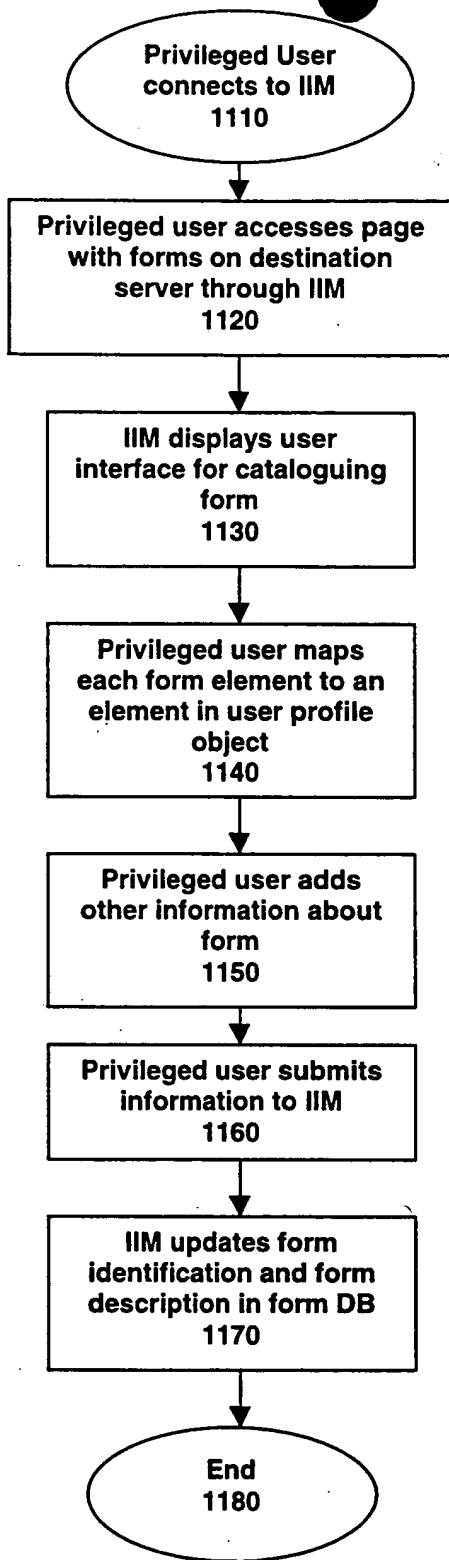 Privileged User
connects to IIM
1110
Privileged user accesses page
with forms on destination
server through IIM
1120
IIM displays user
interface for cataloguing
form
1130
Privileged user maps
each form element to an
element in user profile
object
1140
Privileged user adds
other information about
form
1150
Privileged user submits
information to IIM
1160
IIM updates form
identification and form
description in form DB
1170
End
1180